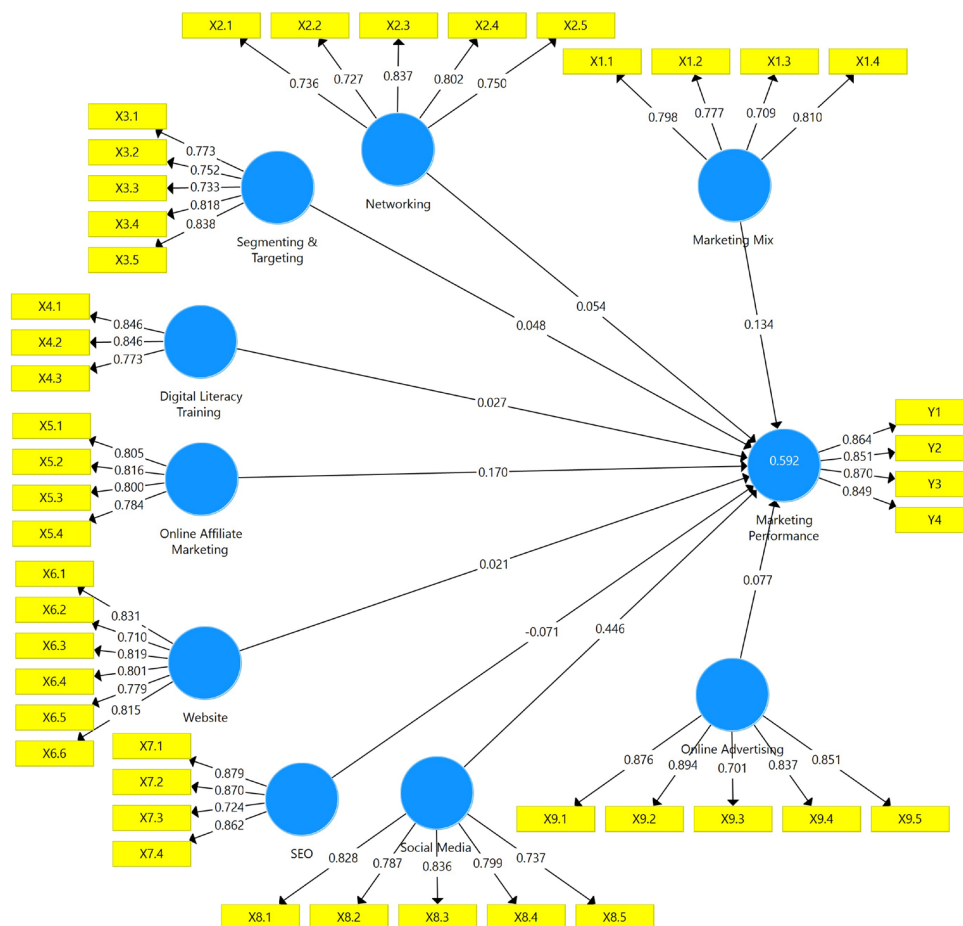 X2.1
X2.2
X2.3
X2.4
X2.5
0.736
0.727
0.837
0.802
0.750
Networking
X1.1
X1.2
X1.3
X1.4
0.798
0.777
0.709
0.810
Marketing Mix
X3.1
X3.2
X3.3
X3.4
X3.5
0.773
0.752
0.733
0.818
0.838
Segmenting &
Targeting
0.054
0.048
0.134
X4.1
X4.2
X4.3
0.846
0.846
0.773
Digital Literacy
Training
0.027
X5.1
X5.2
X5.3
X5.4
0.805
0.816
0.800
0.784
Online Affiliate
Marketing
0.170
0.592
Marketing
Performance
0.864
0.851
0.870
0.849
Y1
Y2
Y3
Y4
X6.1
X6.2
X6.3
X6.4
X6.5
X6.6
0.831
0.710
0.819
0.801
0.779
0.815
Website
0.021
-0.071
0.446
0.077
X7.1
X7.2
X7.3
X7.4
0.879
0.870
0.724
0.862
SEO
Social Media
0.828
0.787
0.836
0.799
0.737
X8.1
X8.2
X8.3
X8.4
X8.5
Online Advertising
0.876
0.894
0.701
0.837
0.851
X9.1
X9.2
X9.3
X9.4
X9.5